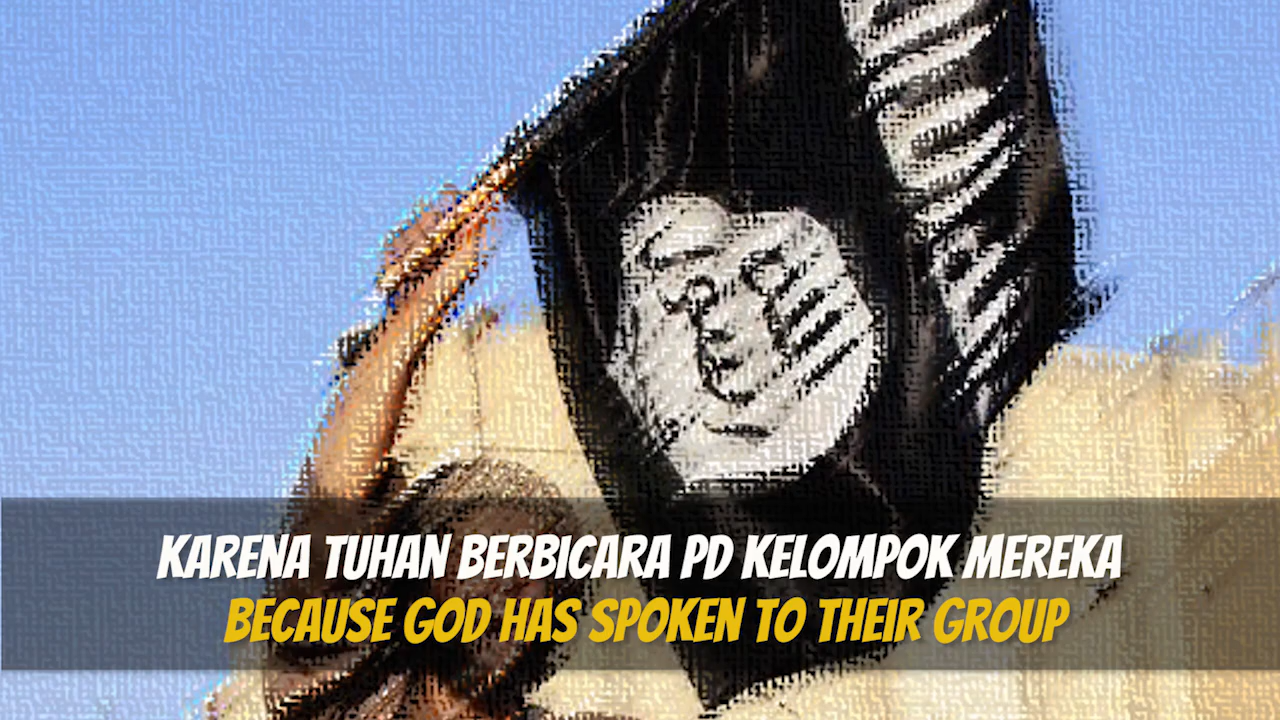 KARENA TUHAN BERBICARA PD KELOMPOK MEREKA
BECAUSE GOD HAS SPOKEN TO THEIR GROUP